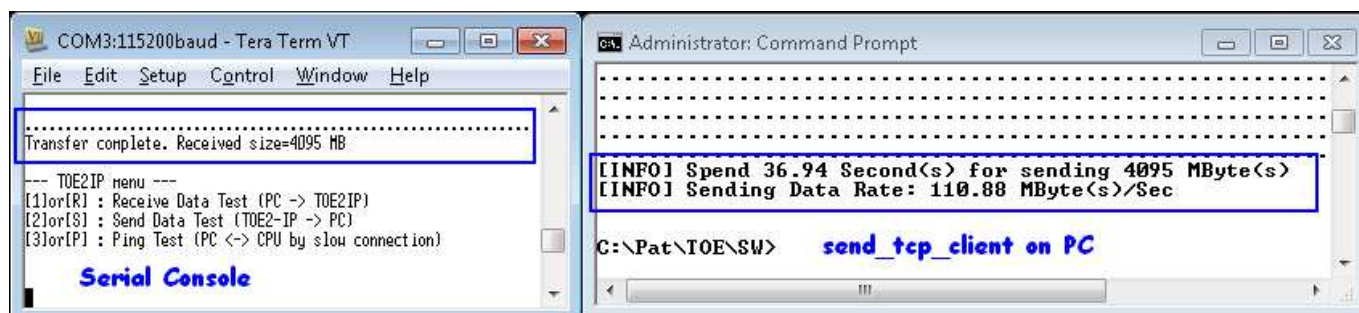 COM3:115200baud - Tera Term VT
File Edit Setup Control Window Help
Transfer complete. Received size=4095 MB
--- TOE2IP menu ---
[1]or[R] : Receive Data Test (PC -> TOE2IP)
[2]or[S] : Send Data Test (TOE2-IP -> PC)
[3]or[P] : Ping Test (PC <-> CPU by slow connection)
Serial Console
Administrator: Command Prompt
[INFO] Spend 36.94 Second(s) for sending 4095 MByte(s)
[INFO] Sending Data Rate: 110.88 MByte(s)/Sec
C:\Pat\TOE\SW>
send_tcp_client on PC